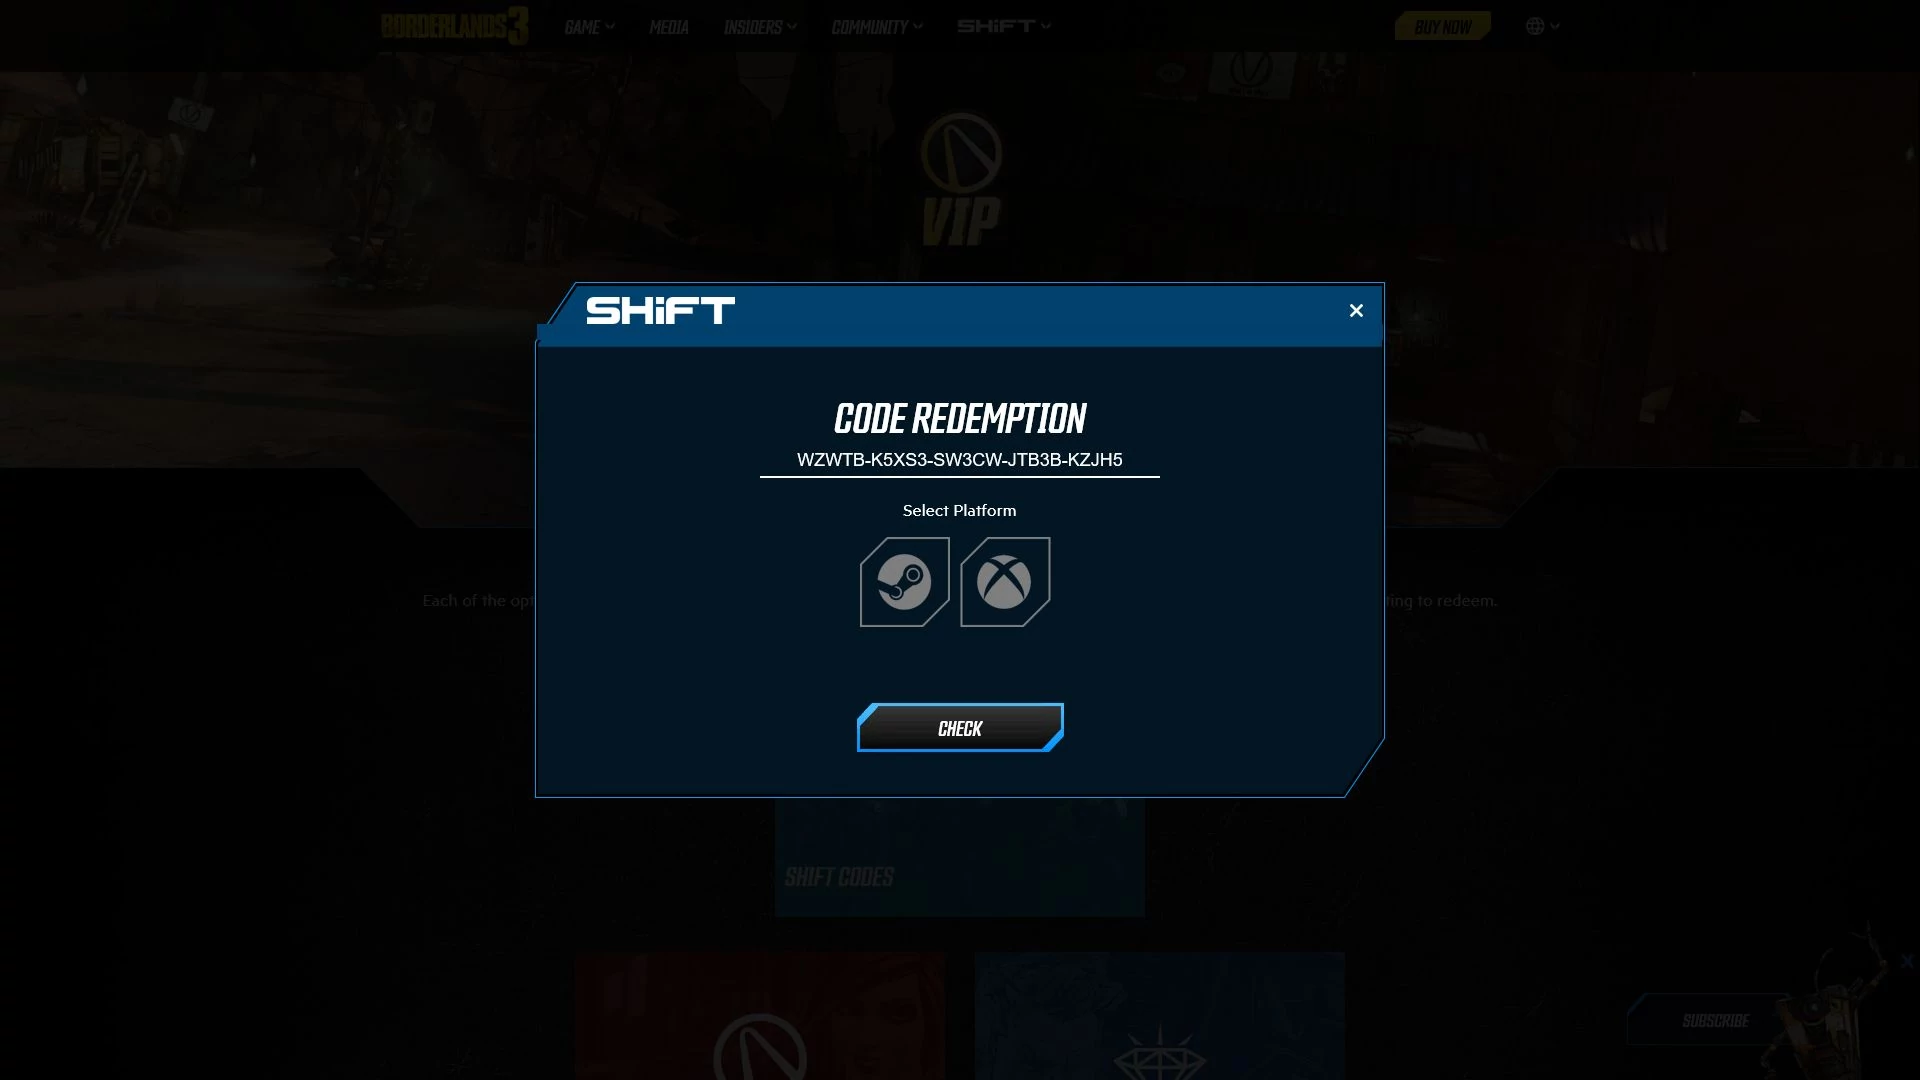 BORDERLANDS 3
GAME
MEDIA
INSIDERS
COMMUNITY
SHiFT
BUY NOW
VIP
SHiFT
CODE REDEMPTION
WZWTB-K5XS3-SW3CW-JTB3B-KZJH5
Select Platform
Each of the opt
ting to redeem.
CHECK
SHIFT CODES
SUBSCRIBE
X